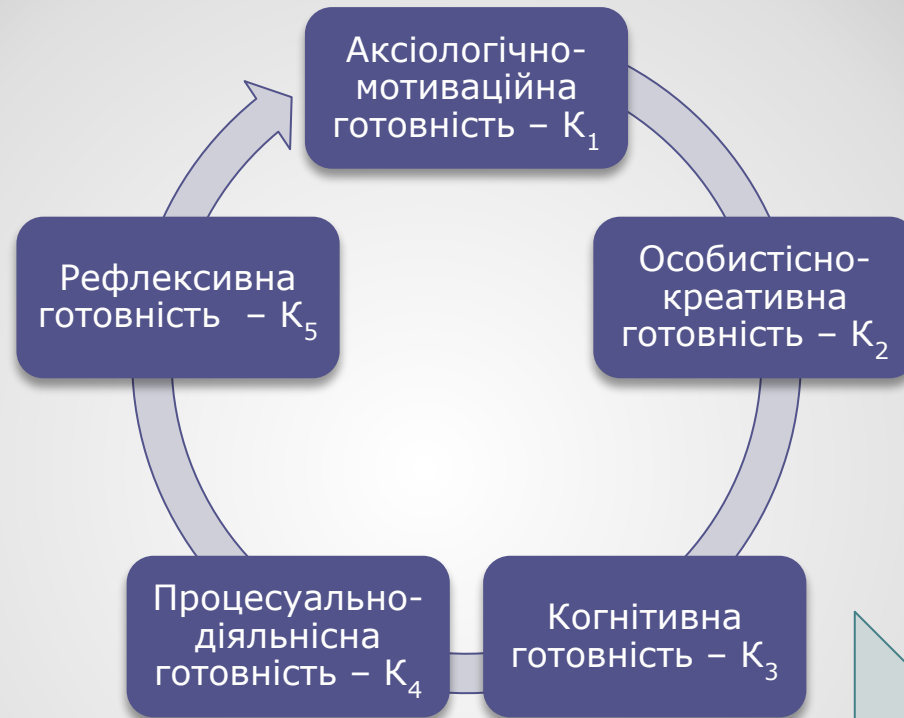 Аксіологічно-
мотиваційна
готовність – К₁
Особистісно-
креативна
готовність – К₂
Когнітивна
готовність – К₃
Процесуально-
діяльнісна
готовність – К₄
Рефлексивна
готовність – К₅